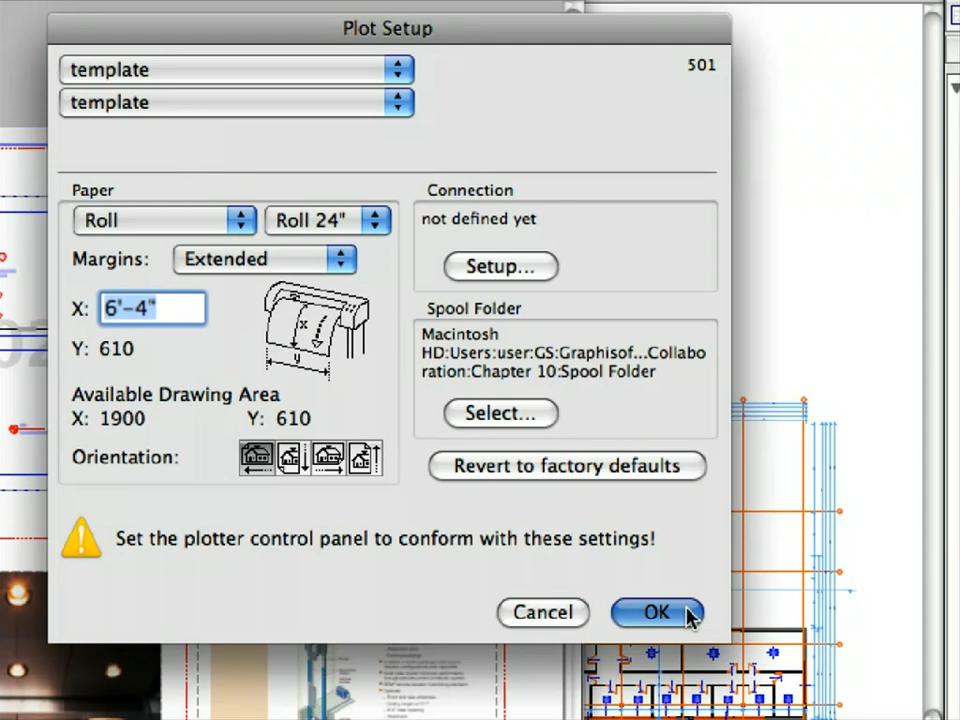 Plot Setup
template
501
template
Paper
Roll
Roll 24"
Margins:
Extended
X: 6'-4"
Y: 610
Available Drawing Area
X: 1900
Y: 610
Orientation:
Connection
not defined yet
Setup...
Spool Folder
Macintosh
HD:Users:user:GS:Graphisof...Collabo
ration:Chapter 10:Spool Folder
Select...
Revert to factory defaults
Set the plotter control panel to conform with these settings!
Cancel
OK